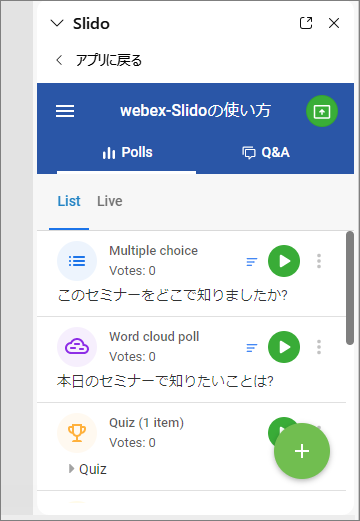 Slido
アプリに戻る
webex-Slidoの使い方
Polls
Q&A
List
Live
Multiple choice
Votes: 0
このセミナーをどこで知りましたか?
Word cloud poll
Votes: 0
本日のセミナーで知りたいことは?
Quiz (1 item)
Votes: 0
Quiz